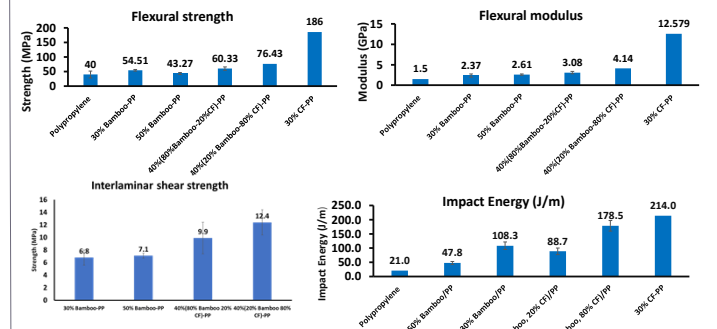 Flexural strength
Strength (MPa)
200
150
100
50
0
40
54.51
43.27
60.33
76.43
186
Polypropylene
30% Bamboo-PP
50% Bamboo-PP
40%(80%Bamboo-20%CF)-PP
40%(20% Bamboo-80% CF)-PP
30% CF-PP
Flexural modulus
Modulus (GPa)
15
10
5
0
1.5
2.37
2.61
3.08
4.14
12.579
Polypropylene
30% Bamboo-PP
50% Bamboo-PP
40%(80%Bamboo-20%CF)-PP
40%(20% Bamboo-80% CF)-PP
30% CF-PP
Interlaminar shear strength
Strength (MPa)
16
14
12
10
8
6
4
2
0
6.8
7.1
9.9
12.4
30% Bamboo-PP
50% Bamboo-PP
40%(80% Bamboo 20%
CF)-PP
40%(20% Bamboo 80%
CF)-PP
Impact Energy (J/m)
Impact Energy (J/m)
250.0
200.0
150.0
100.0
50.0
0.0
21.0
47.8
108.3
88.7
178.5
214.0
Polypropylene
50% Bamboo/PP
30% Bamboo/PP
boo, 20% CF)/PP
boo, 80% CF)/PP
30% CF-PP